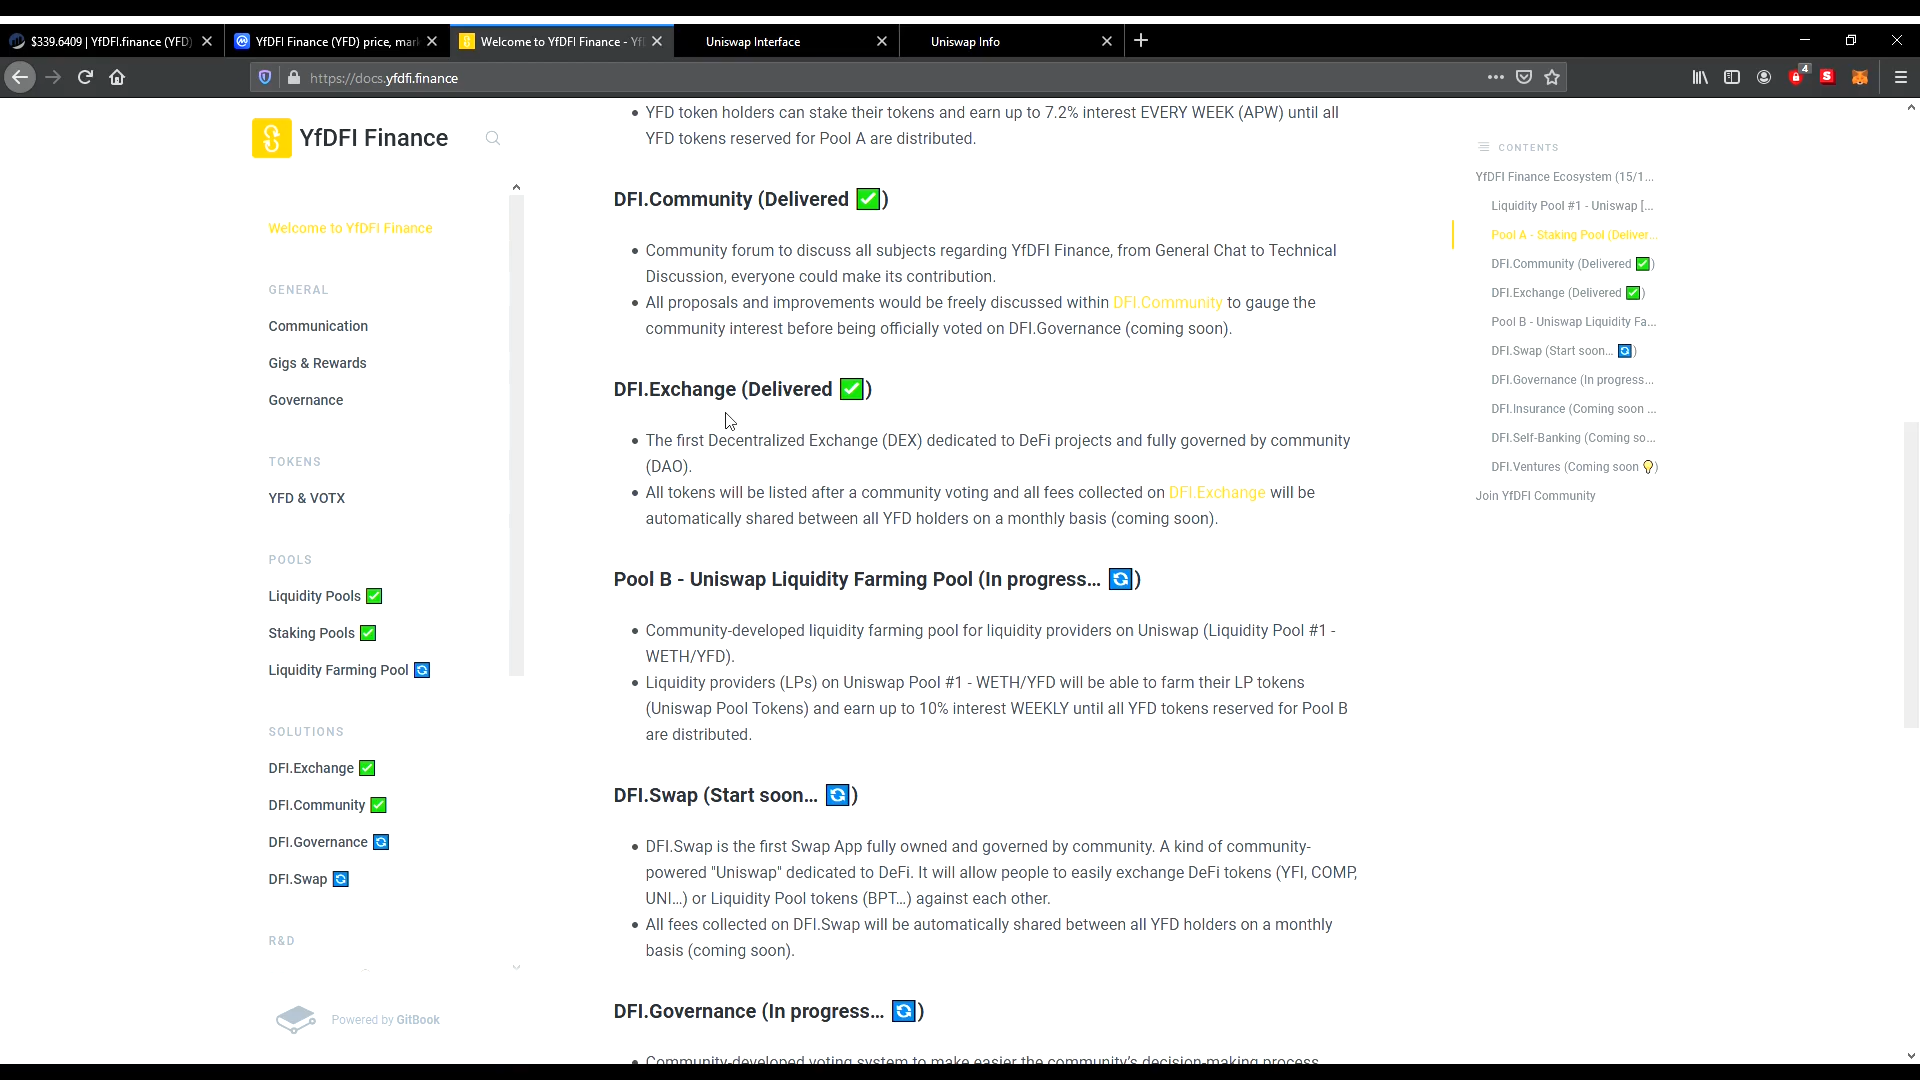 $339.6409 | YfDFI.finance (YFD)
YfDFI Finance (YFD) price, mar
Welcome to YfDFI Finance - Yf
Uniswap Interface
Uniswap Info
https://docs.yfdfi.finance
4
YfDFI Finance
Welcome to YfDFI Finance
GENERAL
Communication
Gigs & Rewards
Governance
TOKENS
YFD & VOTX
POOLS
Liquidity Pools
Staking Pools
Liquidity Farming Pool
SOLUTIONS
DFI.Exchange
DFI.Community
DFI.Governance
DFI.Swap
R&D
Powered by GitBook
YFD token holders can stake their tokens and earn up to 7.2% interest EVERY WEEK (APW) until all
YFD tokens reserved for Pool A are distributed.
DFI.Community (Delivered ✅)
Community forum to discuss all subjects regarding YfDFI Finance, from General Chat to Technical
Discussion, everyone could make its contribution.
All proposals and improvements would be freely discussed within DFI.Community to gauge the
community interest before being officially voted on DFI.Governance (coming soon).
DFI.Exchange (Delivered ✅)
The first Decentralized Exchange (DEX) dedicated to DeFi projects and fully governed by community
(DAO).
All tokens will be listed after a community voting and all fees collected on DFI.Exchange will be
automatically shared between all YFD holders on a monthly basis (coming soon).
Pool B - Uniswap Liquidity Farming Pool (In progress... 🔄)
Community-developed liquidity farming pool for liquidity providers on Uniswap (Liquidity Pool #1 -
WETH/YFD).
Liquidity providers (LPs) on Uniswap Pool #1 - WETH/YFD will be able to farm their LP tokens
(Uniswap Pool Tokens) and earn up to 10% interest WEEKLY until all YFD tokens reserved for Pool B
are distributed.
DFI.Swap (Start soon... 🔄)
DFI.Swap is the first Swap App fully owned and governed by community. A kind of community-
powered "Uniswap" dedicated to DeFi. It will allow people to easily exchange DeFi tokens (YFI, COMP,
UNI...) or Liquidity Pool tokens (BPT...) against each other.
All fees collected on DFI.Swap will be automatically shared between all YFD holders on a monthly
basis (coming soon).
DFI.Governance (In progress... 🔄)
Community-developed voting system to make easier the community's decision-making process
CONTENTS
YfDFI Finance Ecosystem (15/1...
Liquidity Pool #1 - Uniswap [...
Pool A - Staking Pool (Deliver...
DFI.Community (Delivered ✅)
DFI.Exchange (Delivered ✅)
Pool B - Uniswap Liquidity Fa...
DFI.Swap (Start soon... 🔄)
DFI.Governance (In progress...
DFI.Insurance (Coming soon ...
DFI.Self-Banking (Coming so...
DFI.Ventures (Coming soon 💡)
Join YfDFI Community